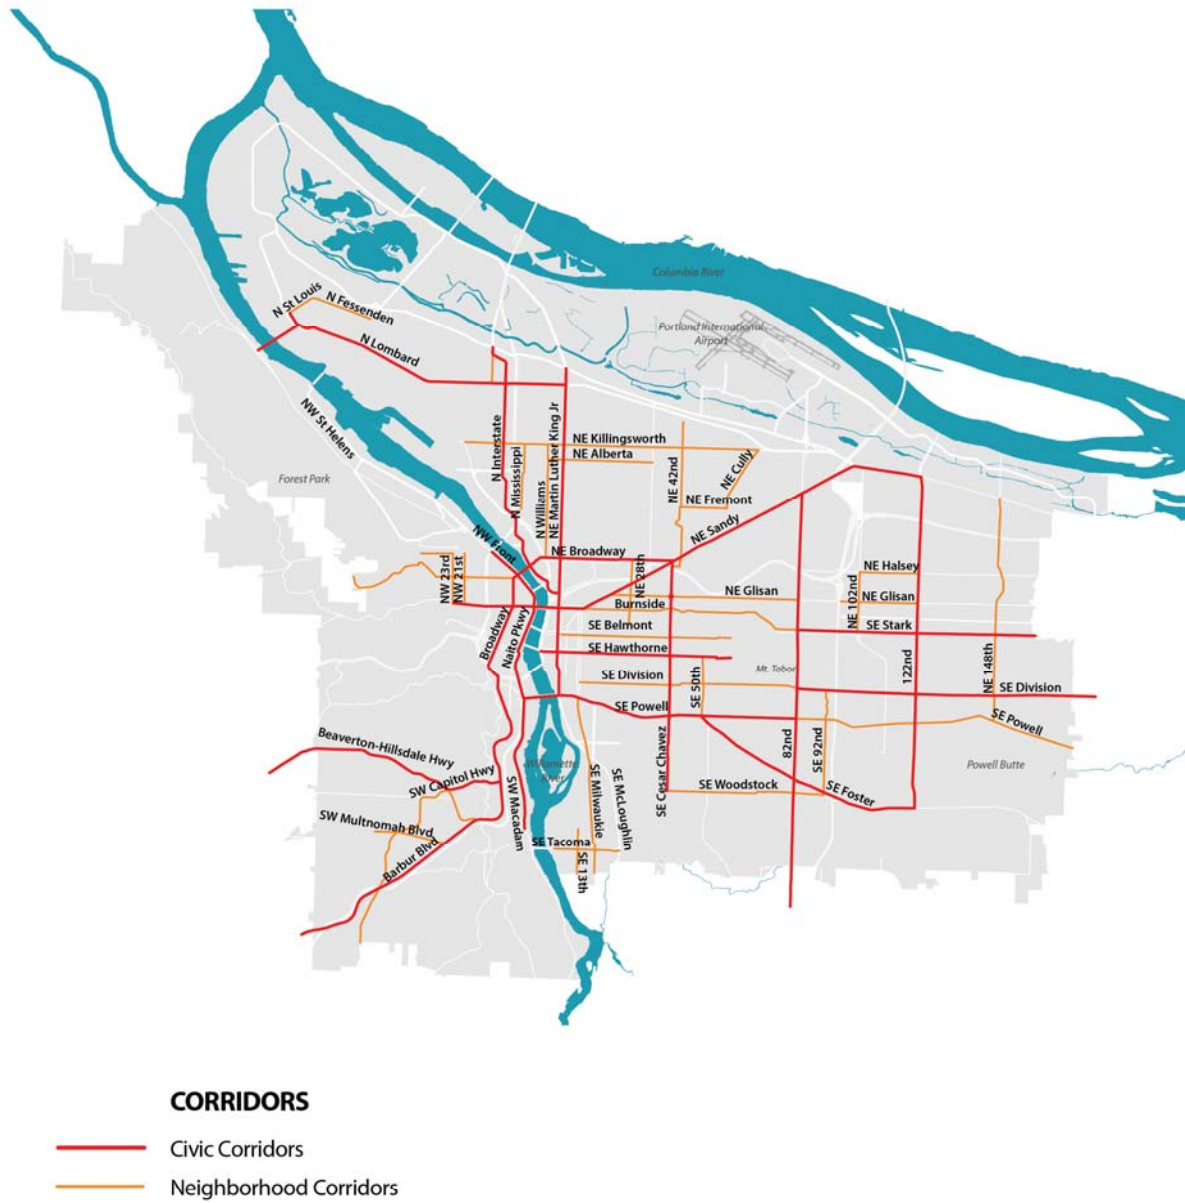 Columbia River
Portland International
Airport
N St Louis
N Fessenden
N Lombard
NW St Helens
Forest Park
N Interstate
N Mississippi
N Williams
NE Martin Luther King Jr
NE Killingsworth
NE Alberta
NE 42nd
NE Cully
NE Fremont
NE Sandy
NW Front
NE Broadway
NE 28th
NW 23rd
NW 21st
NE Halsey
NE Glisan
NE Glisan
NE 102nd
Burnside
SE Stark
SE Belmont
Broadway
Naito Pkwy
SE Hawthorne
Mt. Tabor
122nd
NE 148th
SE Division
SE 50th
SE Division
SE Powell
SE Powell
82nd
SE 92nd
Beaverton-Hillsdale Hwy
SW Capitol Hwy
Willamette
River
SE Cesar Chavez
Powell Butte
SE Woodstock
SE Foster
SW Macadam
SE Milwaukie
SE McLoughlin
SW Multnomah Blvd
Barbur Blvd
SE Tacoma
SE 13th
CORRIDORS
Civic Corridors
Neighborhood Corridors